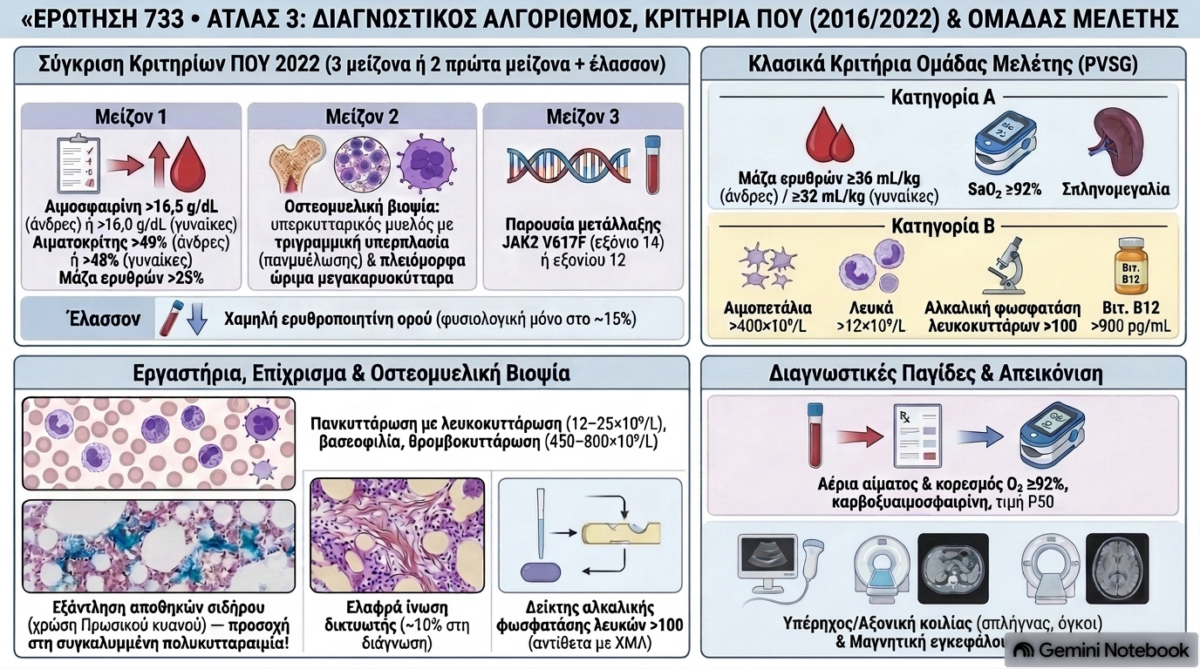 «ΕΡΩΤΗΣΗ 733 • ΑΤΛΑΣ 3: ΔΙΑΓΝΩΣΤΙΚΟΣ ΑΛΓΟΡΙΘΜΟΣ, ΚΡΙΤΗΡΙΑ ΠΟΥ (2016/2022) & ΟΜΑΔΑΣ ΜΕΛΕΤΗΣ
Σύγκριση Κριτηρίων ΠΟΥ 2022 (3 μείζονα ή 2 πρώτα μείζονα + έλασσον)
Μείζον 1
Αιμοσφαιρίνη >16,5 g/dL
(άνδρες) ή >16,0 g/dL (γυναίκες)
Αιματοκρίτης >49% (άνδρες)
ή >48% (γυναίκες)
Μάζα ερυθρών >2S%
Μείζον 2
Οστεομυελική βιοψία:
υπερκυτταρικός μυελός με
τριγραμμική υπερπλασία
(πανμυέλωσης) & πλειόμορφα
ώριμα μεγακαρυοκύτταρα
Μείζον 3
Παρουσία μετάλλαξης
JAK2 V617F (εξόνιο 14)
ή εξονίου 12
Έλασσον
Χαμηλή ερυθροποιητίνη ορού (φυσιολογική μόνο στο ~15%)
Κλασικά Κριτήρια Ομάδας Μελέτης (PVSG)
Κατηγορία Α
Μάζα ερυθρών ≥36 mL/kg
(άνδρες) / ≥32 mL/kg (γυναίκες)
SaO₂ ≥92%
Σπληνομεγαλία
Κατηγορία Β
Αιμοπετάλια
>400×10⁰/L
Λευκά
>12×10⁹/L
Αλκαλική φωσφατάση
λευκοκυττάρων >100
Βιτ.
B12
Βιτ. B12
>900 pg/mL
Εργαστήρια, Επίχρισμα & Οστεομυελική Βιοψία
Πανκυττάρωση με λευκοκυττάρωση (12–25×10⁹/L),
βασεοφιλία, θρομβοκυττάρωση (450–800×10⁹/L)
Εξάντληση αποθηκών σιδήρου
(χρώση Πρωσικού κυανού) — προσοχή
στη συγκαλυμμένη πολυκυτταραιμία!
Ελαφρά ίνωση
δικτυωτής (~10% στη
διάγνωση)
Δείκτης αλκαλικής
φωσφατάσης λευκών >100
(αντίθετα με ΧΜΛ)
Διαγνωστικές Παγίδες & Απεικόνιση
Rx
Αέρια αίματος & κορεσμός O₂ ≥92%,
καρβοξυαιμοσφαιρίνη, τιμή P50
Υπέρηχος/Αξονική κοιλίας (σπλήγνας, όγκοι)
& Μαγνητική εγκεφάλου
Gemini Notebook